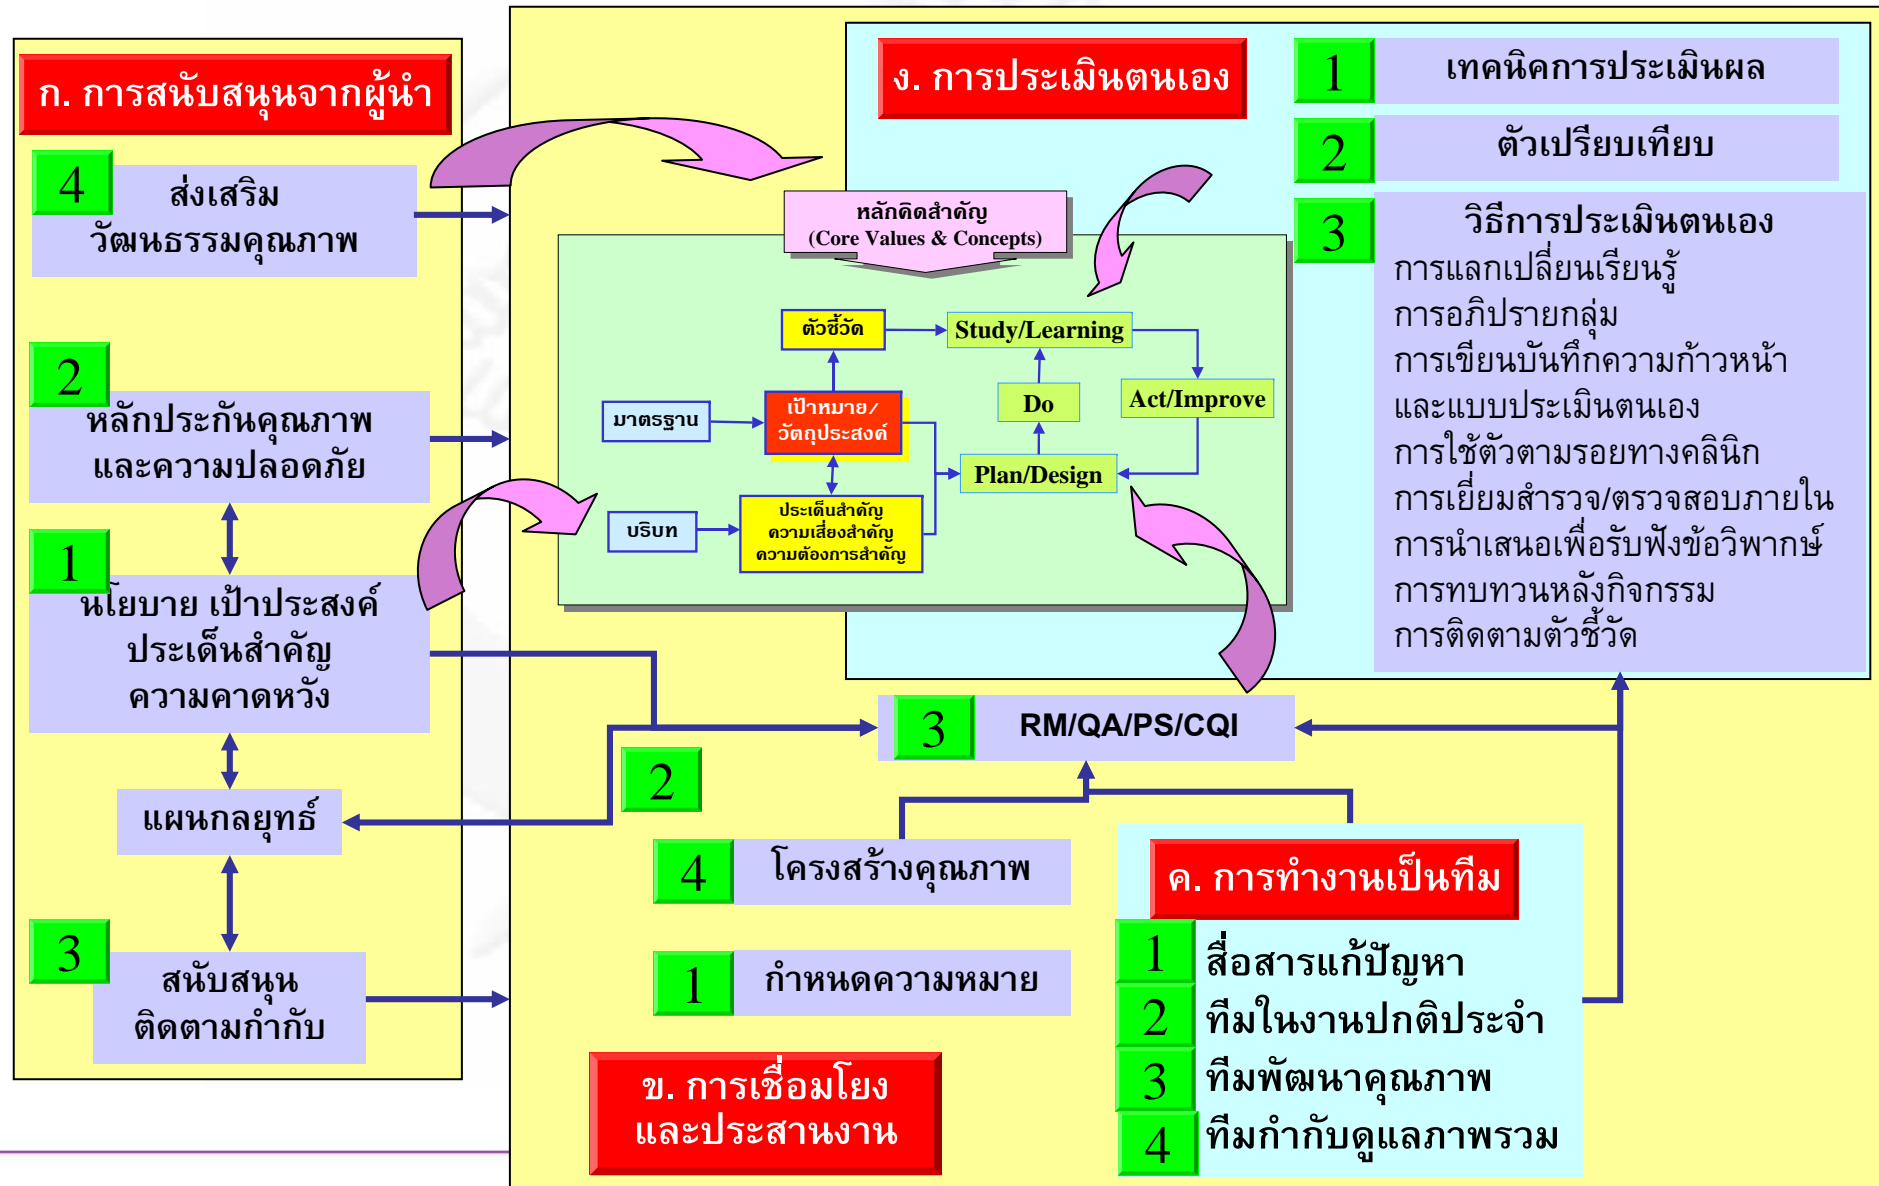 ก. การสนับสนุนจากผู้นำ
4
ส่งเสริม
วัฒนธรรมคุณภาพ
2
หลักประกันคุณภาพ
และความปลอดภัย
1
นโยบาย เป้าประสงค์
ประเด็นสำคัญ
ความคาดหวัง
แผนกลยุทธ์
3
สนับสนุน
ติดตามกำกับ
ง. การประเมินตนเอง
1
เทคนิคการประเมินผล
2
ตัวเปรียบเทียบ
3
วิธีการประเมินตนเอง
การแลกเปลี่ยนเรียนรู้
การอภิปรายกลุ่ม
การเขียนบันทึกความก้าวหน้า
และแบบประเมินตนเอง
การใช้ตัวตามรอยทางคลินิก
การเยี่ยมสำรวจ/ตรวจสอบภายใน
การนำเสนอเพื่อรับฟังข้อวิพากษ์
การทบทวนหลังกิจกรรม
การติดตามตัวชี้วัด
หลักคิดสำคัญ
(Core Values & Concepts)
ตัวชี้วัด
Study/Learning
มาตรฐาน
เป้าหมาย/
วัตถุประสงค์
Do
Act/Improve
Plan/Design
บริบท
ประเด็นสำคัญ
ความเสี่ยงสำคัญ
ความต้องการสำคัญ
3
RM/QA/PS/CQI
2
4
โครงสร้างคุณภาพ
1
กำหนดความหมาย
ข. การเชื่อมโยง
และประสานงาน
ค. การทำงานเป็นทีม
1
สื่อสารแก้ปัญหา
2
ทีมในงานปกติประจำ
3
ทีมพัฒนาคุณภาพ
4
ทีมกำกับดูแลภาพรวม